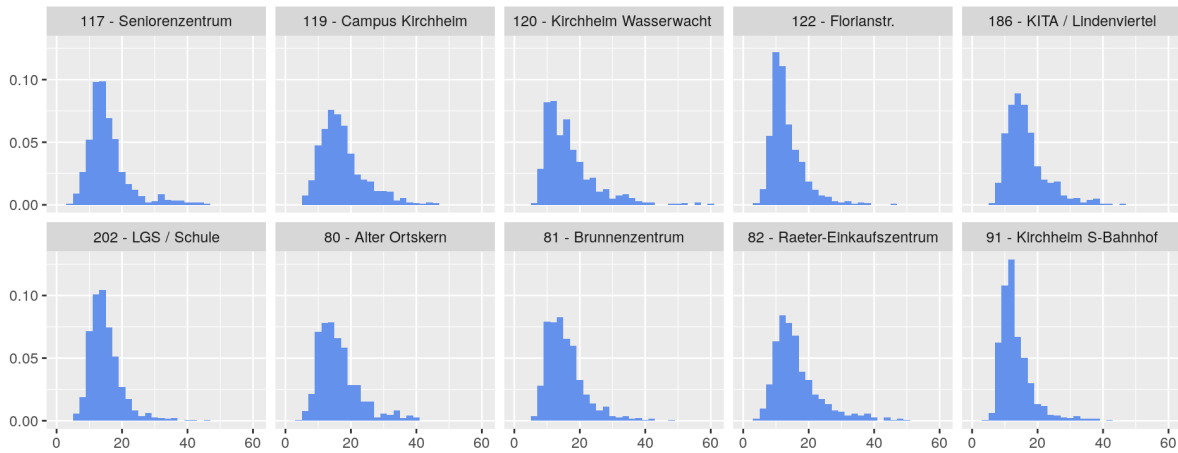 117 - Seniorenzentrum
119 - Campus Kirchheim
120 - Kirchheim Wasserwacht
122 - Florianstr.
186 - KITA / Lindenviertel
0.10
0.05
0.00
202 - LGS / Schule
80 - Alter Ortskern
81 - Brunnenzentrum
82 - Raeter-Einkaufszentrum
91 - Kirchheim S-Bahnhof
0.10
0.05
0.00
0 20 40 60
0 20 40 60
0 20 40 60
0 20 40 60
0 20 40 60